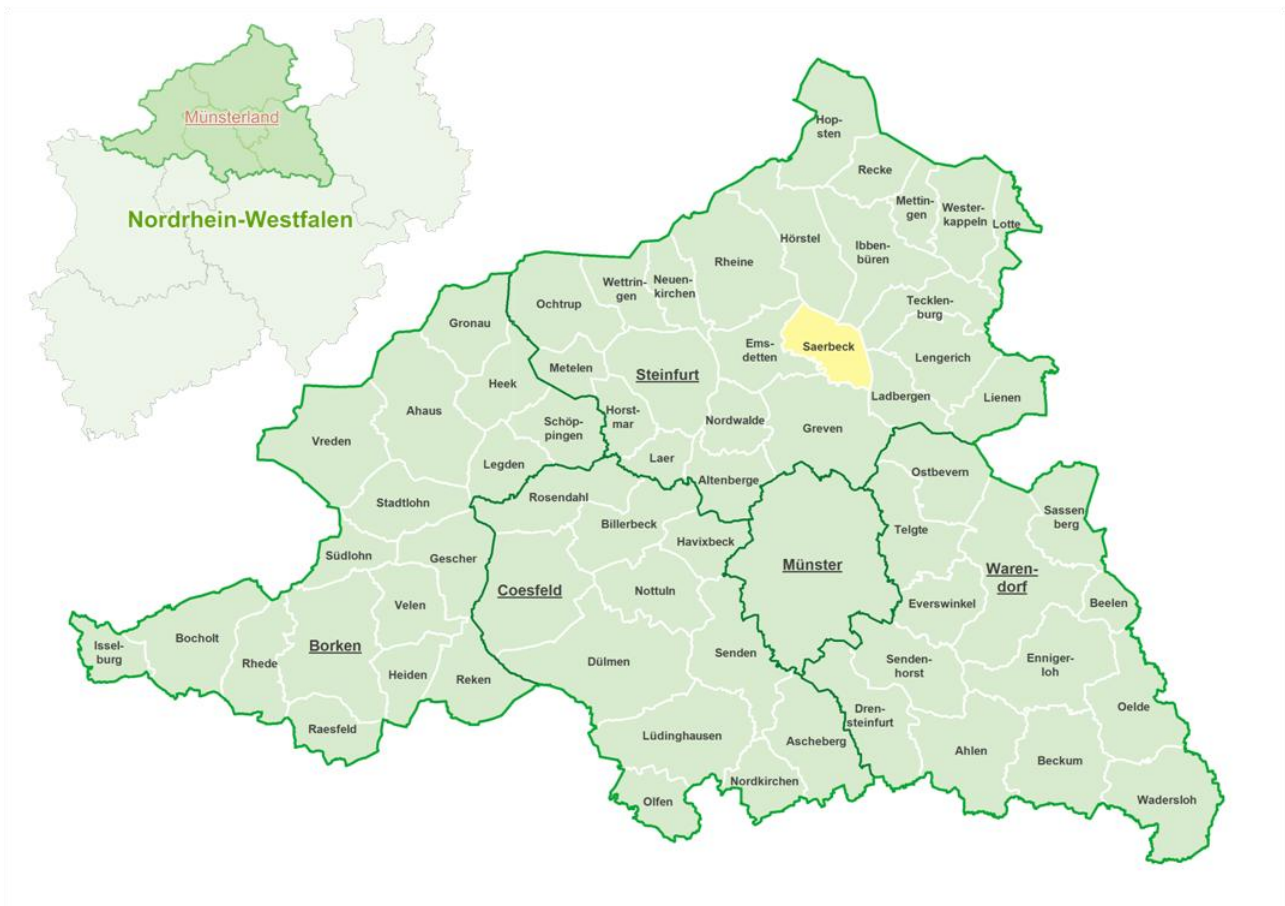 Münsterland
Nordrhein-Westfalen
Hop-
sten
Recke
Mettin-
gen
Wester-
kappeln
Lotte
Hörstel
Ibben-
büren
Rheine
Wettrin-
gen
Neuen-
kirchen
Ochtrup
Tecklen-
burg
Gronau
Ems-
detten
Saerbeck
Lengerich
Metelen
Steinfurt
Heek
Ladbergen
Lienen
Ahaus
Horst-
mar
Nordwalde
Greven
Schöp-
pingen
Vreden
Laer
Legden
Altenberge
Ostbevern
Rosendahl
Stadtlohn
Billerbeck
Sassen
berg
Telgte
Havixbeck
Südlohn
Gescher
Münster
Waren-
dorf
Coesfeld
Nottuln
Velen
Everswinkel
Beelen
Issel-
burg
Bocholt
Borken
Rhede
Senden
Dülmen
Senden-
horst
Enniger-
loh
Heiden
Reken
Oelde
Dren-
steinfurt
Raesfeld
Lüdinghausen
Ascheberg
Ahlen
Beckum
Nordkirchen
Olfen
Wadersloh